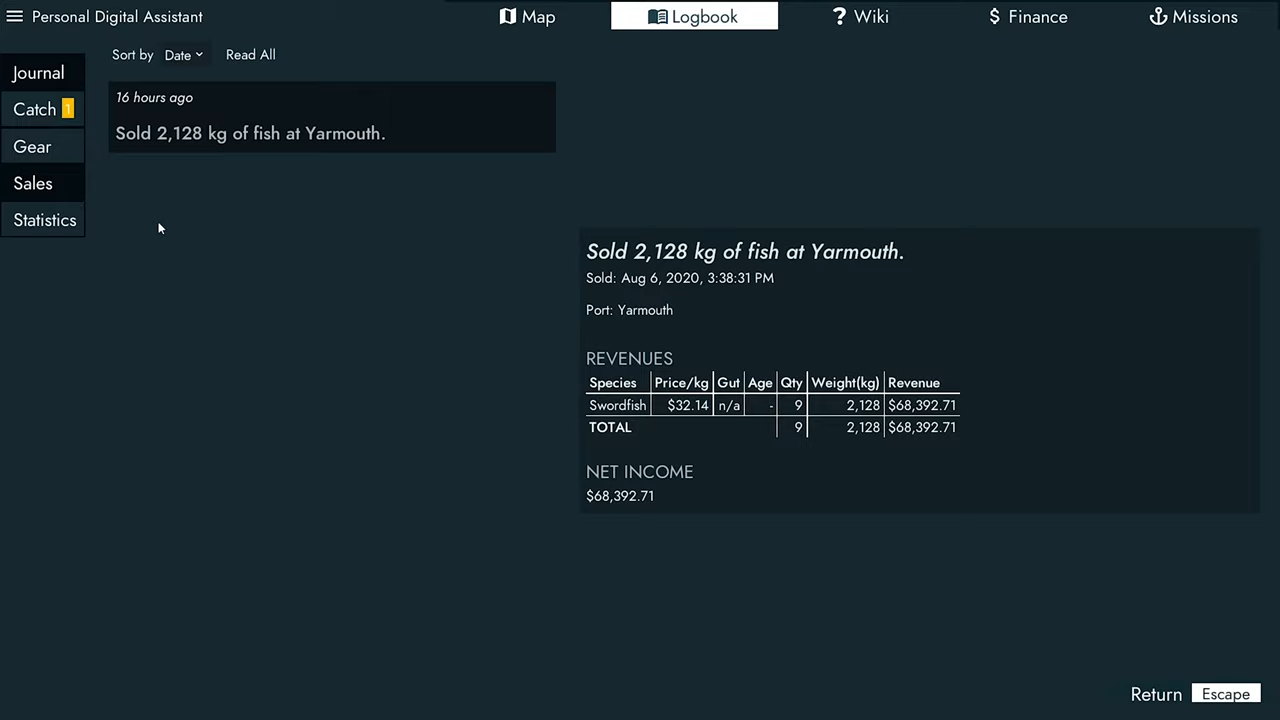 Personal Digital Assistant
Map
Logbook
? Wiki
$ Finance
Missions
Sort by Date Read All
Journal
Catch 1
Gear
Sales
Statistics
16 hours ago
Sold 2,128 kg of fish at Yarmouth.
Sold 2,128 kg of fish at Yarmouth.
Sold: Aug 6, 2020, 3:38:31 PM
Port: Yarmouth
REVENUES
Species Price/kg Gut Age Qty Weight(kg) Revenue
Swordfish $32.14 n/a - 9 2,128 $68,392.71
TOTAL 9 2,128 $68,392.71
NET INCOME
$68,392.71
Return Escape